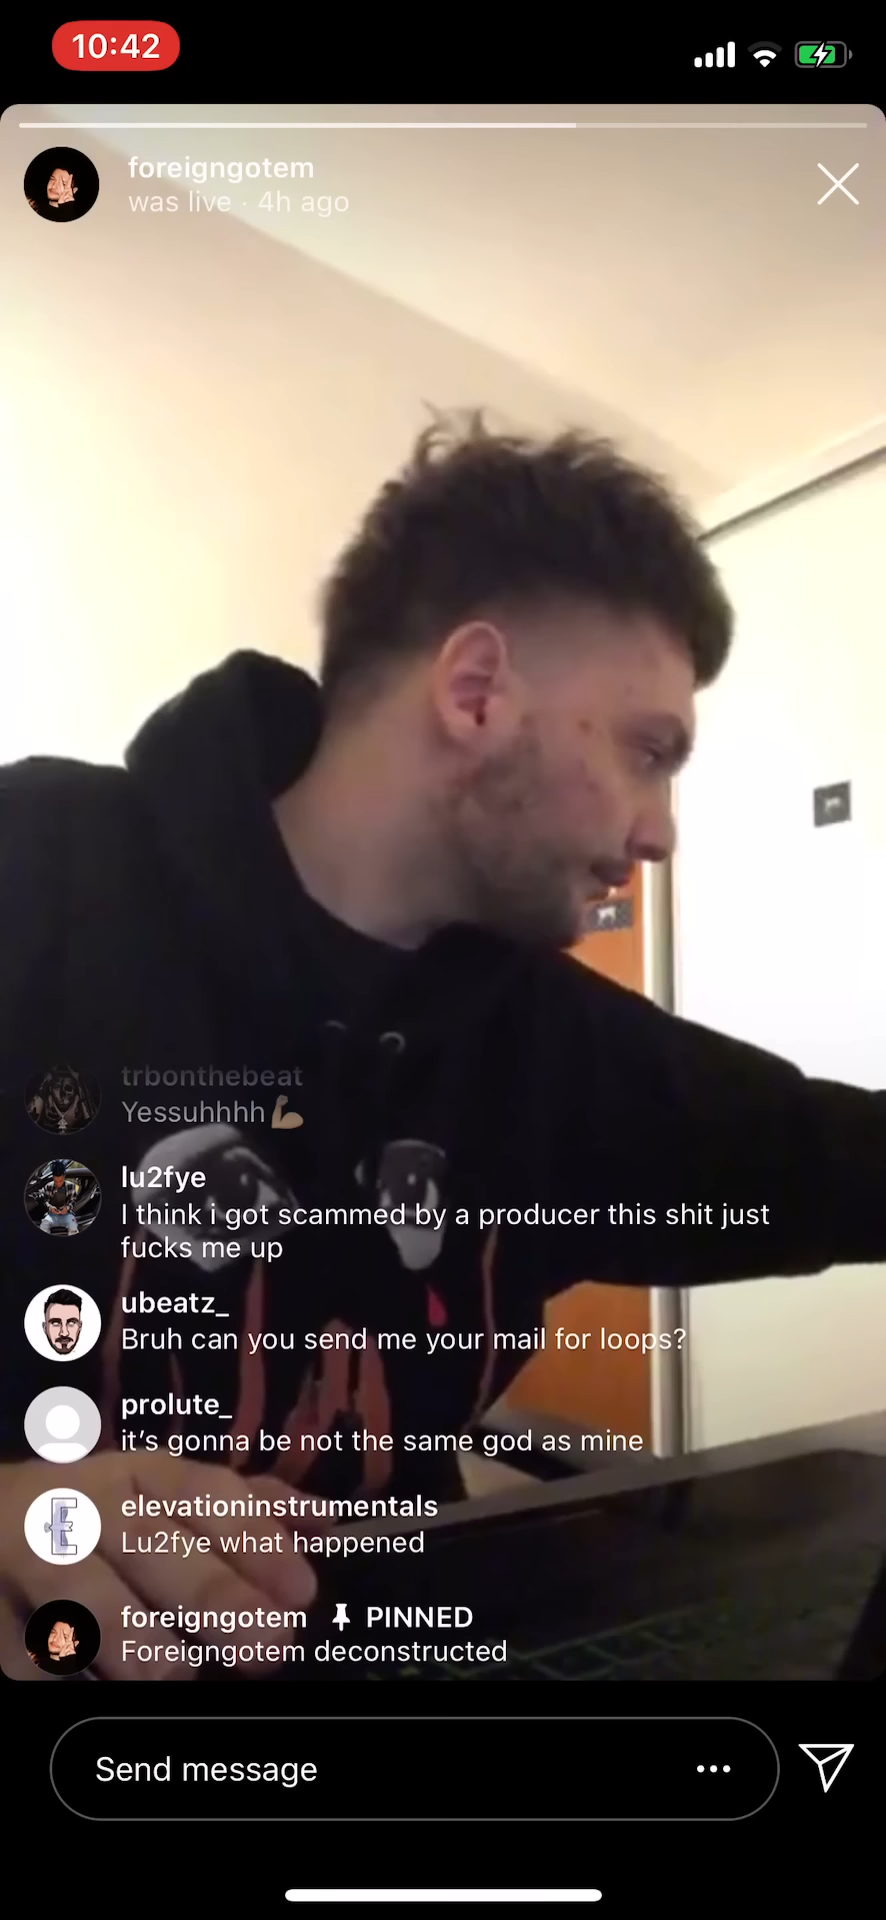 10:42
foreigngotem
was live · 4h ago
trbonthebeat
Yessuhhhh💪🏼
lu2fye
I think i got scammed by a producer this shit just
fucks me up
ubeatz_
Bruh can you send me your mail for loops?
prolute_
it’s gonna be not the same god as mine
elevationinstrumentals
Lu2fye what happened
foreigngotem PINNED
Foreigngotem deconstructed
Send message